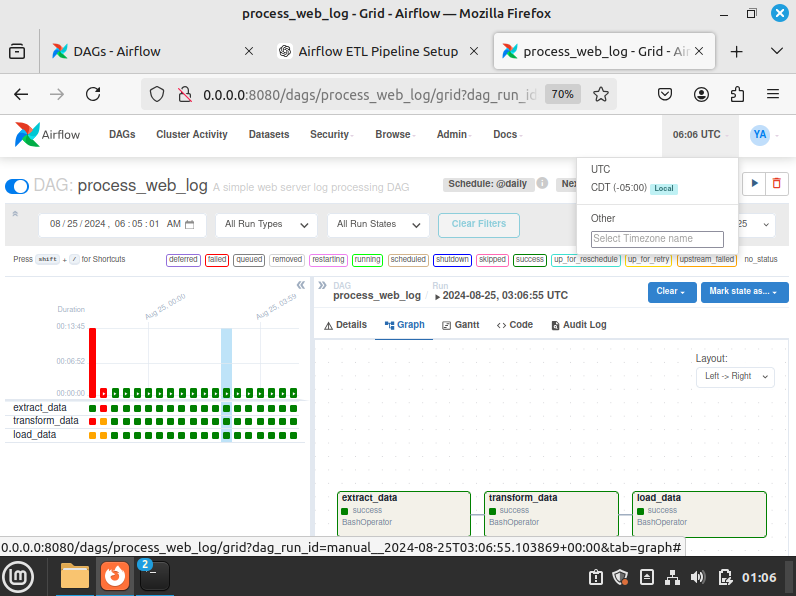 process_web_log - Grid - Airflow — Mozilla Firefox
DAGs - Airflow
Airflow ETL Pipeline Setup
process_web_log - Grid - Air
0.0.0.0:8080/dags/process_web_log/grid?dag_run_id
70%
Airflow
DAGs
Cluster Activity
Datasets
Security
Browse
Admin
Docs
06:06 UTC
YA
UTC
CDT (-05:00) Local
Other
Select Timezone name
DAG: process_web_log A simple web server log processing DAG
Schedule: @daily
Nex
08 / 25 / 2024 , 06 : 05 : 01 AM
All Run Types
All Run States
Clear Filters
25
Press shift + / for Shortcuts
deferred
failed
queued
removed
restarting
running
scheduled
shutdown
skipped
success
up_for_reschedule
up_for_retry
upstream_failed
no_status
DAG
process_web_log
Run
2024-08-25, 03:06:55 UTC
Clear
Mark state as...
Details
Graph
Gantt
Code
Audit Log
Duration
00:13:45
00:06:52
00:00:00
Aug 25, 00:00
Aug 25, 03:59
extract_data
transform_data
load_data
Layout:
Left -> Right
extract_data
success
BashOperator
transform_data
success
BashOperator
load_data
success
BashOperator
0.0.0.0:8080/dags/process_web_log/grid?dag_run_id=manual__2024-08-25T03:06:55.103869+00:00&tab=graph#
2
01:06